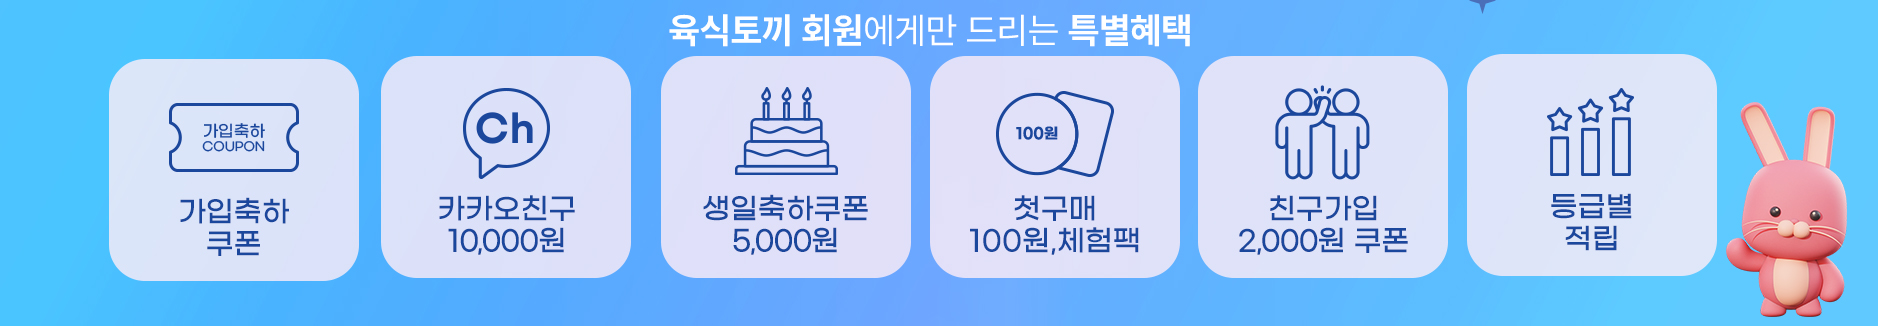 육식토끼 회원에게만 드리는 특별혜택
가입축하
COUPON
가입축하
쿠폰
Ch
카카오친구
10,000원
생일축하쿠폰
5,000원
100원
첫구매
100원,체험팩
친구가입
2,000원 쿠폰
등급별
적립